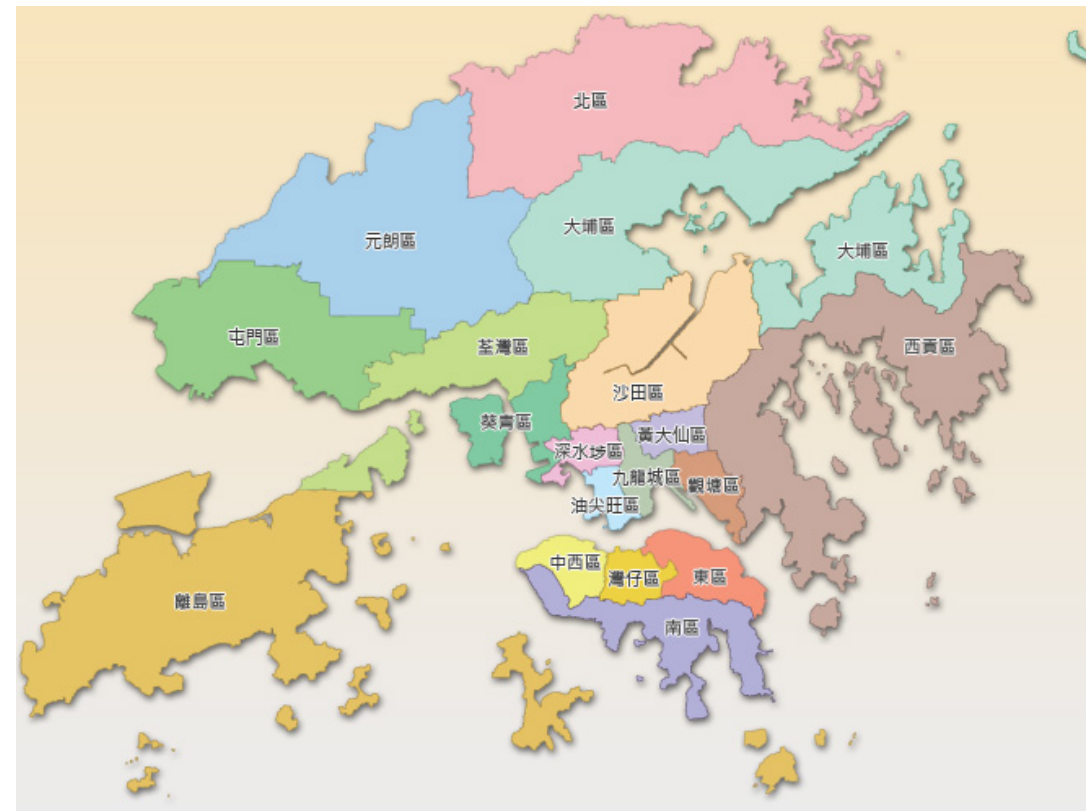 北區
大埔區
元朗區
大埔區
屯門區
荃灣區
西貢區
沙田區
葵青區
黃大仙區
深水埗區
九龍城區
觀塘區
油尖旺區
中西區
灣仔區
東區
離島區
南區